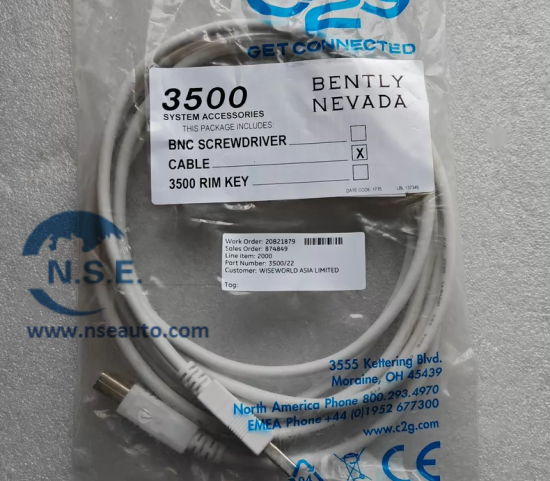 c2g
GET CONNECTED
3500
SYSTEM ACCESSORIES
THIS PACKAGE INCLUDES:
BNC SCREWDRIVER
CABLE X
3500 RIM KEY
BENTLY
NEVADA
DATE CODE
Work Order: 20821879
Sales Order: 874849
Line item: 2000
Part Number: 3500/22
Customer: WISEWORLD ASIA LIMITED
Tag:
N.S.E.
www.nseauto.com
3555 Kettering Blvd.
Moraine, OH 45439
North America Phone 800.293.4970
EMEA Phone +44 (0)1952 677300
www.c2g.com
CE